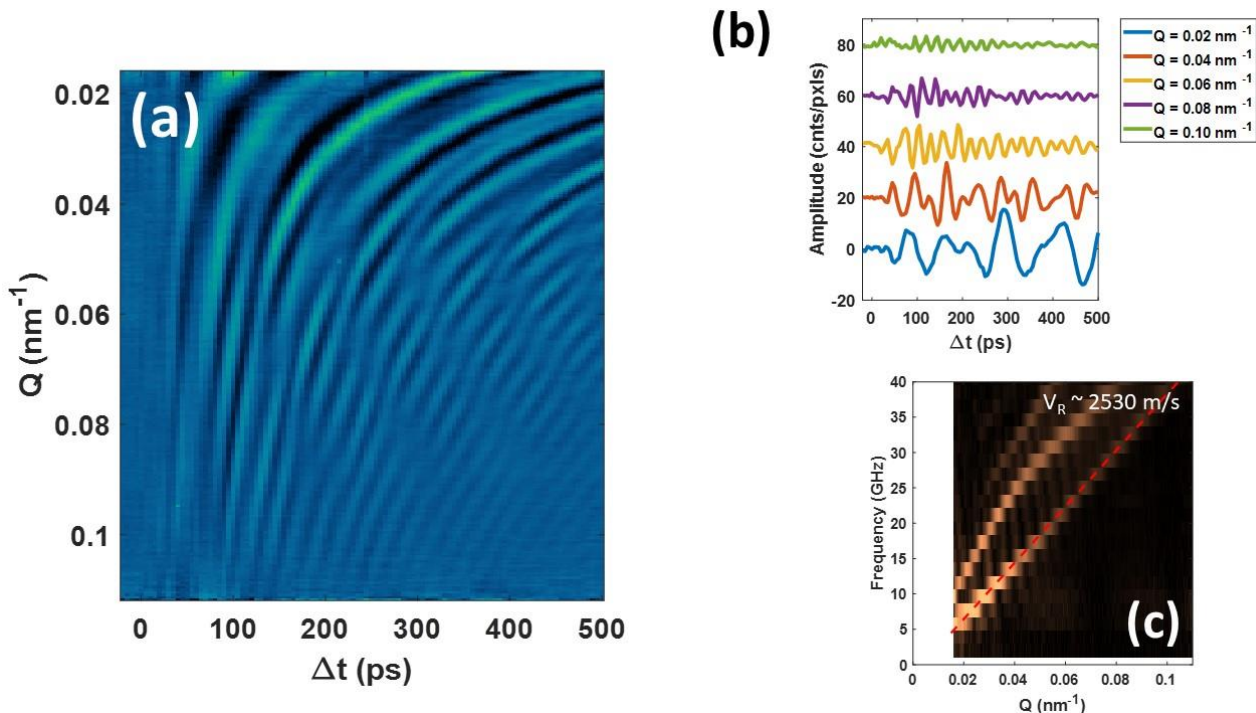 (a)
0.02
0.04
0.06
0.08
0.1
Q (nm-1)
0
100
200
300
400
500
Δt (ps)
(b)
80
60
40
20
0
-20
Amplitude (cnts/pxls)
0
100
200
300
400
500
Δt (ps)
Q = 0.02 nm -1
Q = 0.04 nm -1
Q = 0.06 nm -1
Q = 0.08 nm -1
Q = 0.10 nm -1
VR ~ 2530 m/s
40
35
30
25
20
15
10
5
0
Frequency (GHz)
(c)
0
0.02
0.04
0.06
0.08
0.1
Q (nm-1)